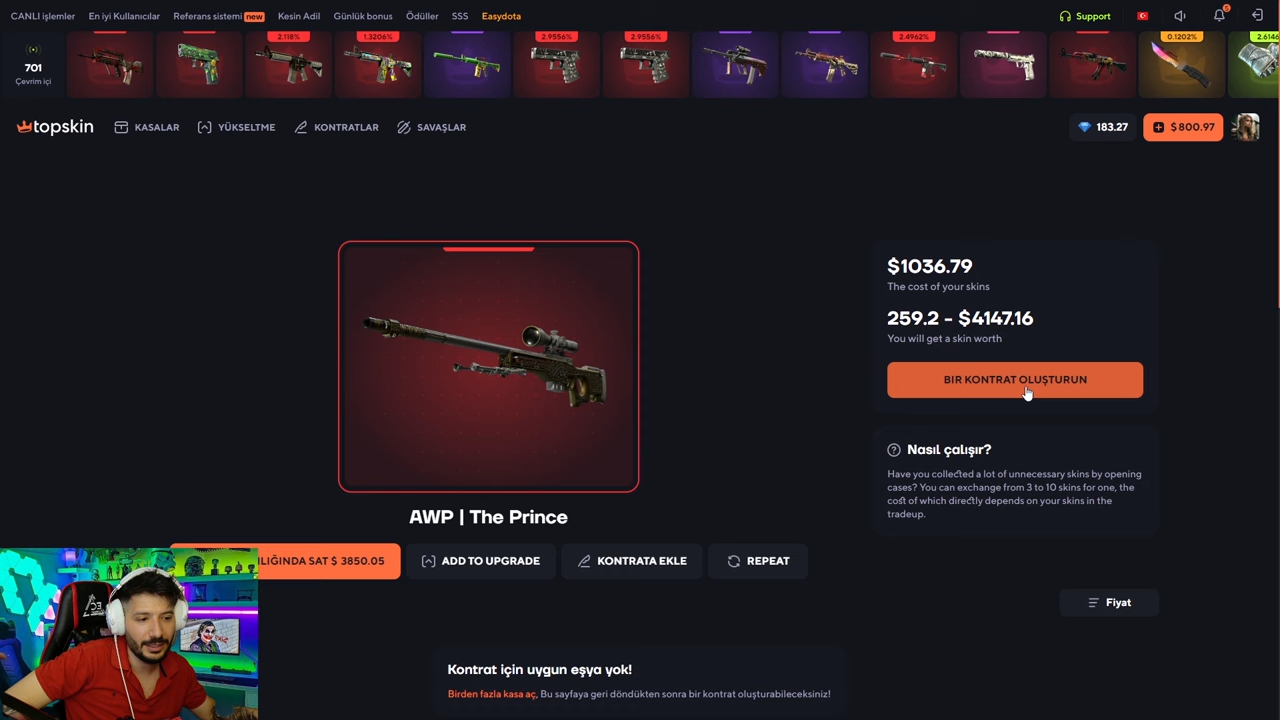 CANLI işlemler
En iyi Kullanıcılar
Referans sistemi new
Kesin Adil
Günlük bonus
Ödüller
SSS
Easydota
Support
5
701
Çevrim içi
2.118%
1.3206%
2.9556%
2.9556%
2.4962%
0.1202%
2.6146
topskin
KASALAR
YÜKSELTME
KONTRATLAR
SAVAŞLAR
183.27
$ 800.97
$1036.79
The cost of your skins
259.2 - $4147.16
You will get a skin worth
BIR KONTRAT OLUŞTURUN
Nasıl çalışır?
Have you collected a lot of unnecessary skins by opening
cases? You can exchange from 3 to 10 skins for one, the
cost of which directly depends on your skins in the
tradeup.
AWP | The Prince
ILIĞINDA SAT $ 3850.05
ADD TO UPGRADE
KONTRATA EKLE
REPEAT
Fiyat
Kontrat için uygun eşya yok!
Birden fazla kasa aç, Bu sayfaya geri döndükten sonra bir kontrat oluşturabileceksiniz!